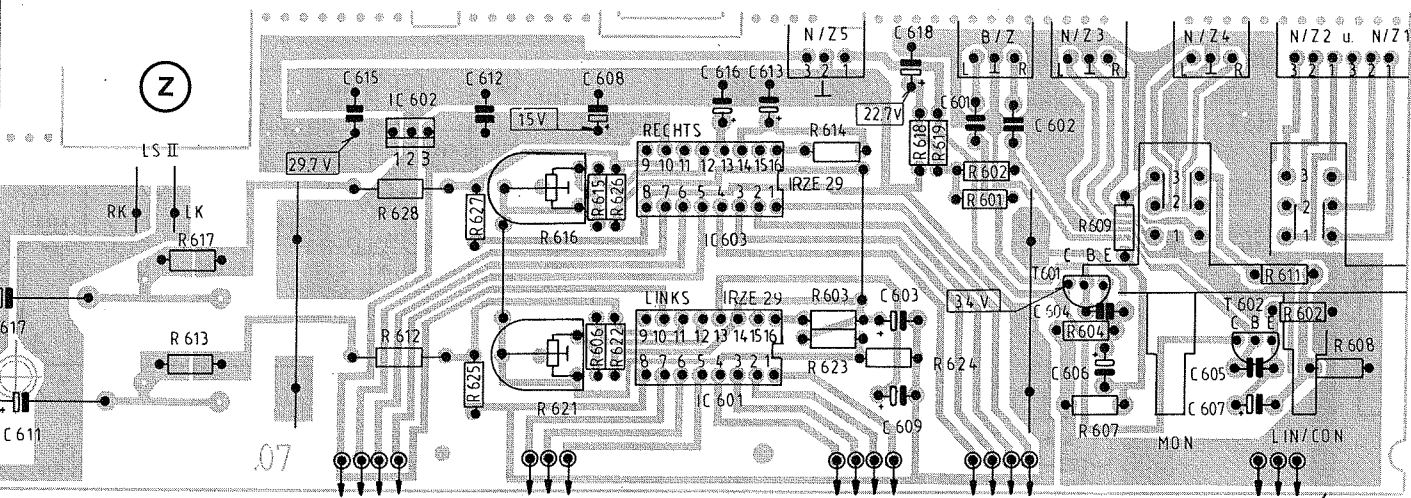 N/Z5
3 2 1
C 618
B/Z
L R
N/Z3
L R
N/Z4
L R
N/Z2 u. N/Z1
3 2 1 3 2 1
Z
C 615
IC 602
1 2 3
C 612
C 608
15V
C 616
C 613
22.7V
C 601
C 602
29.7 V
LS II
RK
LK
R 628
R 627
R 616
R 615
R 626
RECHTS
9 10 11 12 13 14 15 16
8 7 6 5 4 3 2 1
IRZE 29
IC 603
R 614
R 618
R 619
R 602
R 601
R 609
3
2
1
3
2
1
R 617
617
R 613
C 611
.07
R 612
R 625
R 621
R 606
R 622
LINKS IRZE 29
9 10 11 12 13 14 15 16
8 7 6 5 4 3 2 1
IC 601
R 603
C 603
R 623
R 624
C 609
3.4 V
T 601
C B E
C 604
R 604
C 606
R 607
MON
R 611
T 602
C B E
R 602
C 605
C 607
R 608
LIN/CON